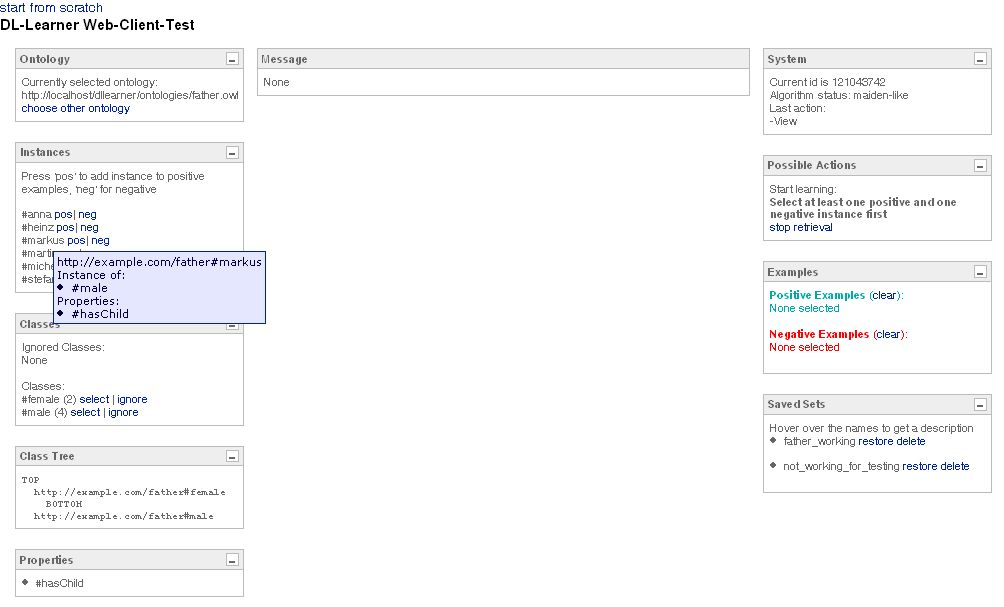 start from scratch
DL-Learner Web-Client-Test
Ontology
Currently selected ontology:
http://localhost/dllearner/ontologies/father.owl
choose other ontology
Instances
Press 'pos' to add instance to positive
examples, 'neg' for negative
#anna pos| neg
#heinz pos| neg
#markus pos| neg
http://example.com/father#markus
Instance of:
#male
Properties:
#hasChild
Classes
Ignored Classes:
None
Classes:
#female (2) select | ignore
#male (4) select | ignore
Class Tree
TOP
http://example.com/father#female
BOTTOM
http://example.com/father#male
Properties
#hasChild
Message
None
System
Current id is 121043742
Algorithm status: maiden-like
Last action:
-View
Possible Actions
Start learning:
Select at least one positive and one
negative instance first
stop retrieval
Examples
Positive Examples (clear):
None selected
Negative Examples (clear):
None selected
Saved Sets
Hover over the names to get a description
father_working restore delete
not_working_for_testing restore delete